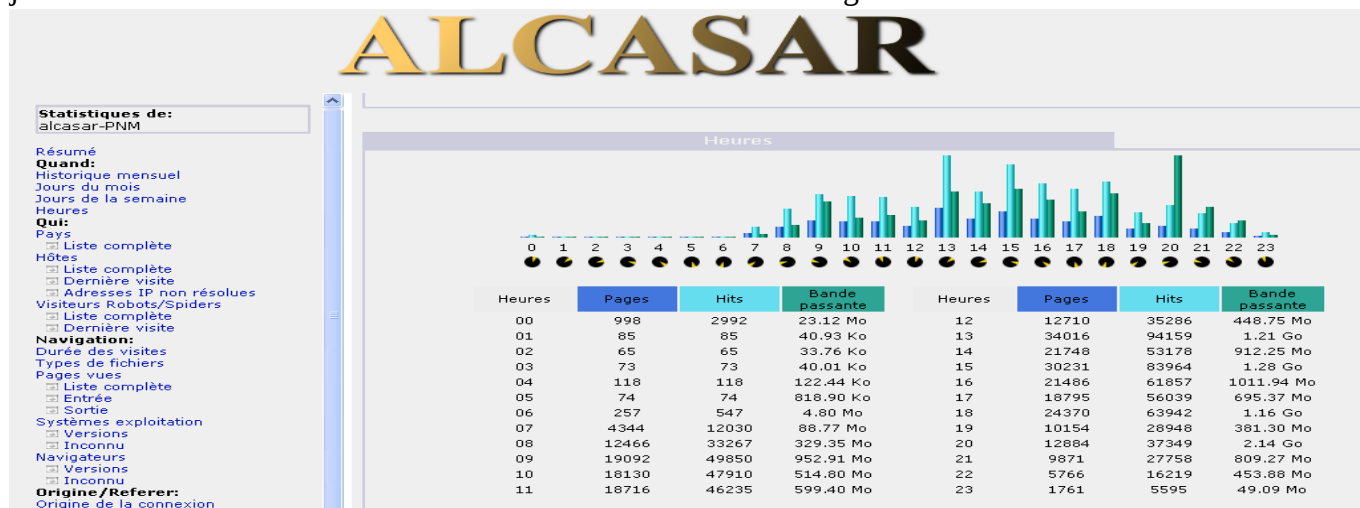 ALCASAR
Statistiques de:
alcasar-PNM
Résumé
Quand:
Historique mensuel
Jours du mois
Jours de la semaine
Heures
Qui:
Pays
Liste complète
Hôtes
Liste complète
Dernière visite
Adresses IP non résolues
Visiteurs Robots/Spiders
Liste complète
Dernière visite
Navigation:
Durée des visites
Types de fichiers
Pages vues
Liste complète
Entrée
Sortie
Systèmes exploitation
Versions
Inconnu
Navigateurs
Versions
Inconnu
Origine/Referer:
Origine de la connexion
Heures
0 1 2 3 4 5 6 7 8 9 10 11 12 13 14 15 16 17 18 19 20 21 22 23
Heures Pages Hits Bande passante Heures Pages Hits Bande passante
00 998 2992 23.12 Mo 12 12710 35286 448.75 Mo
01 85 85 40.93 Ko 13 34016 94159 1.21 Go
02 65 65 33.76 Ko 14 21748 53178 912.25 Mo
03 73 73 40.01 Ko 15 30231 83964 1.28 Go
04 118 118 122.44 Ko 16 21486 61857 1011.94 Mo
05 74 74 818.90 Ko 17 18795 56039 695.37 Mo
06 257 547 4.80 Mo 18 24370 63942 1.16 Go
07 4344 12030 88.77 Mo 19 10154 28948 381.30 Mo
08 12466 33267 329.35 Mo 20 12884 37349 2.14 Go
09 19092 49850 952.91 Mo 21 9871 27758 809.27 Mo
10 18130 47910 514.80 Mo 22 5766 16219 453.88 Mo
11 18716 46235 599.40 Mo 23 1761 5595 49.09 Mo